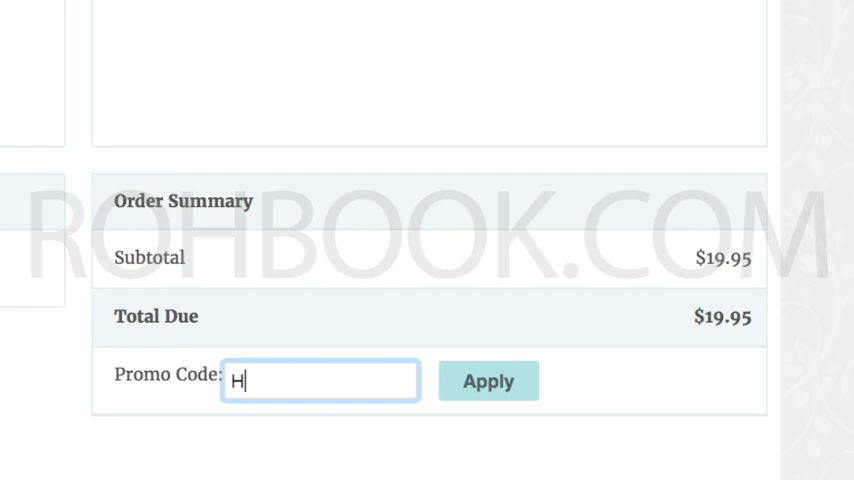 Order Summary
ROHBOOK.COM
Subtotal $19.95
Total Due $19.95
Promo Code: H Apply